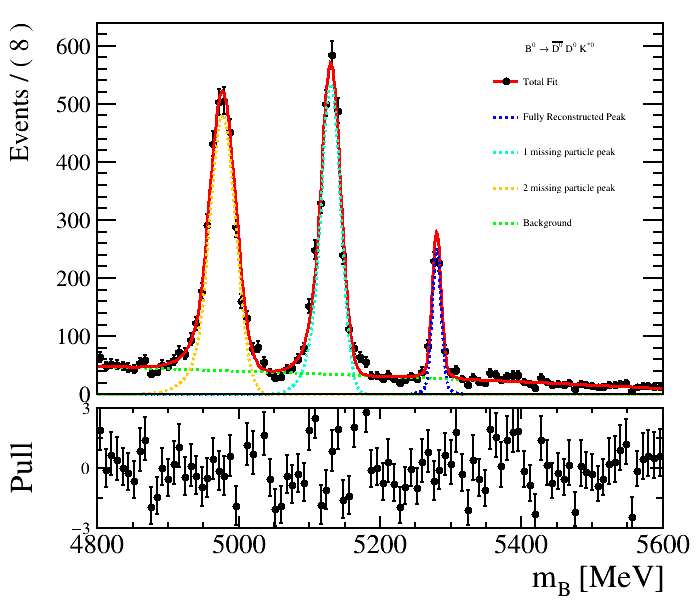 Events / ( 8 )
600
500
400
300
200
100
0
B⁰ → D̅⁰ D⁰ K*⁰
Total Fit
Fully Reconstructed Peak
1 missing particle peak
2 missing particle peak
Background
Pull
3
0
−3
4800 5000 5200 5400 5600
m_B [MeV]